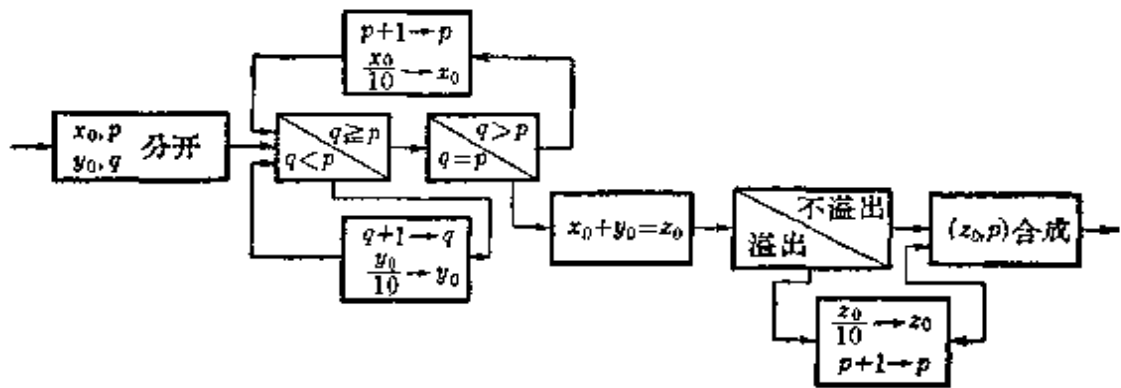 p+1→p
x₀/10→x₀
x₀,p
y₀,q
分开
q≧p
q<p
q>p
q=p
q+1→q
y₀/10→y₀
x₀+y₀=z₀
不溢出
溢出
(z₀,p)合成
z₀/10→z₀
p+1→p